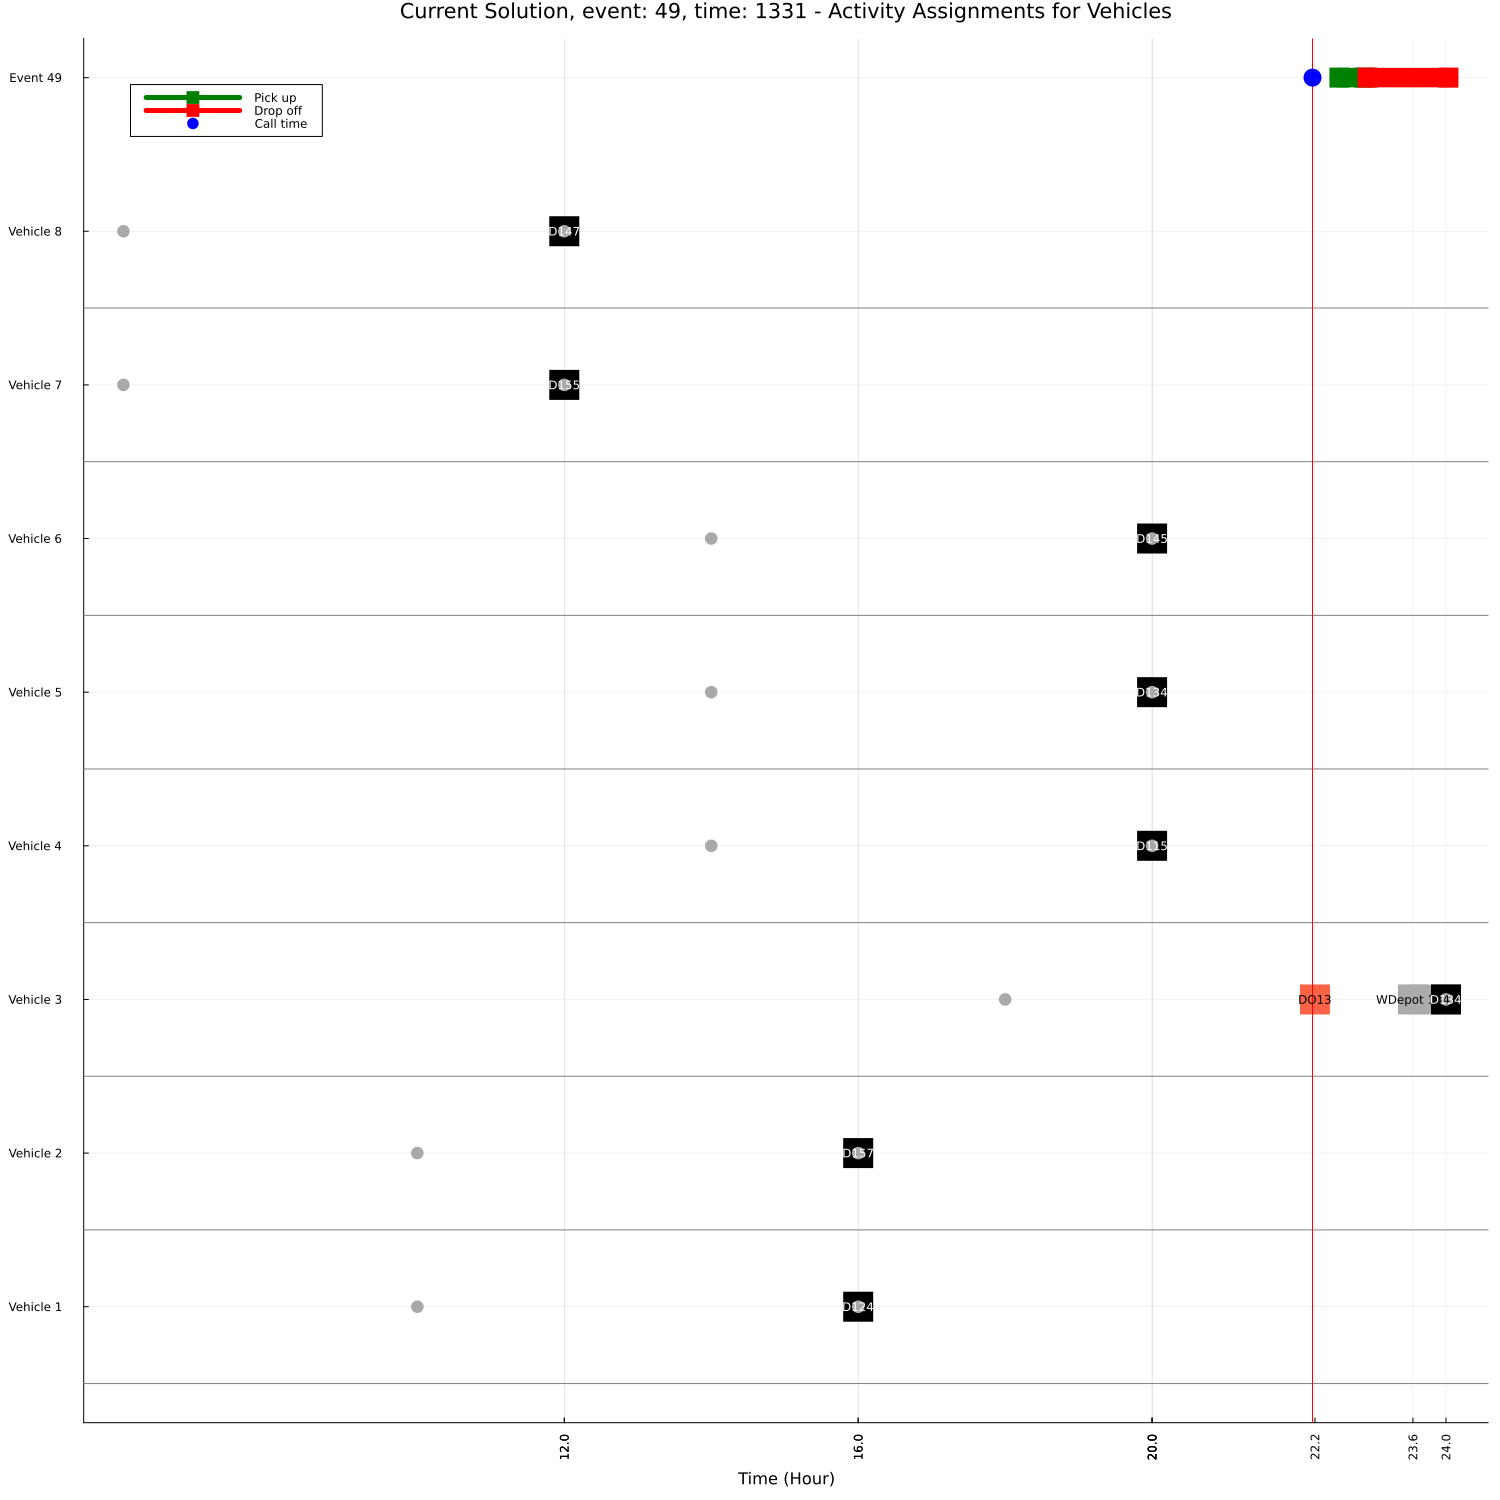 Current Solution, event: 49, time: 1331 - Activity Assignments for Vehicles
Event 49
Pick up
Drop off
Call time
Vehicle 8
D147
Vehicle 7
D155
Vehicle 6
D145
Vehicle 5
D134
Vehicle 4
D115
Vehicle 3
DO13
WDepot
D134
Vehicle 2
D157
Vehicle 1
D124
12.0
16.0
20.0
22.2
23.6
24.0
Time (Hour)